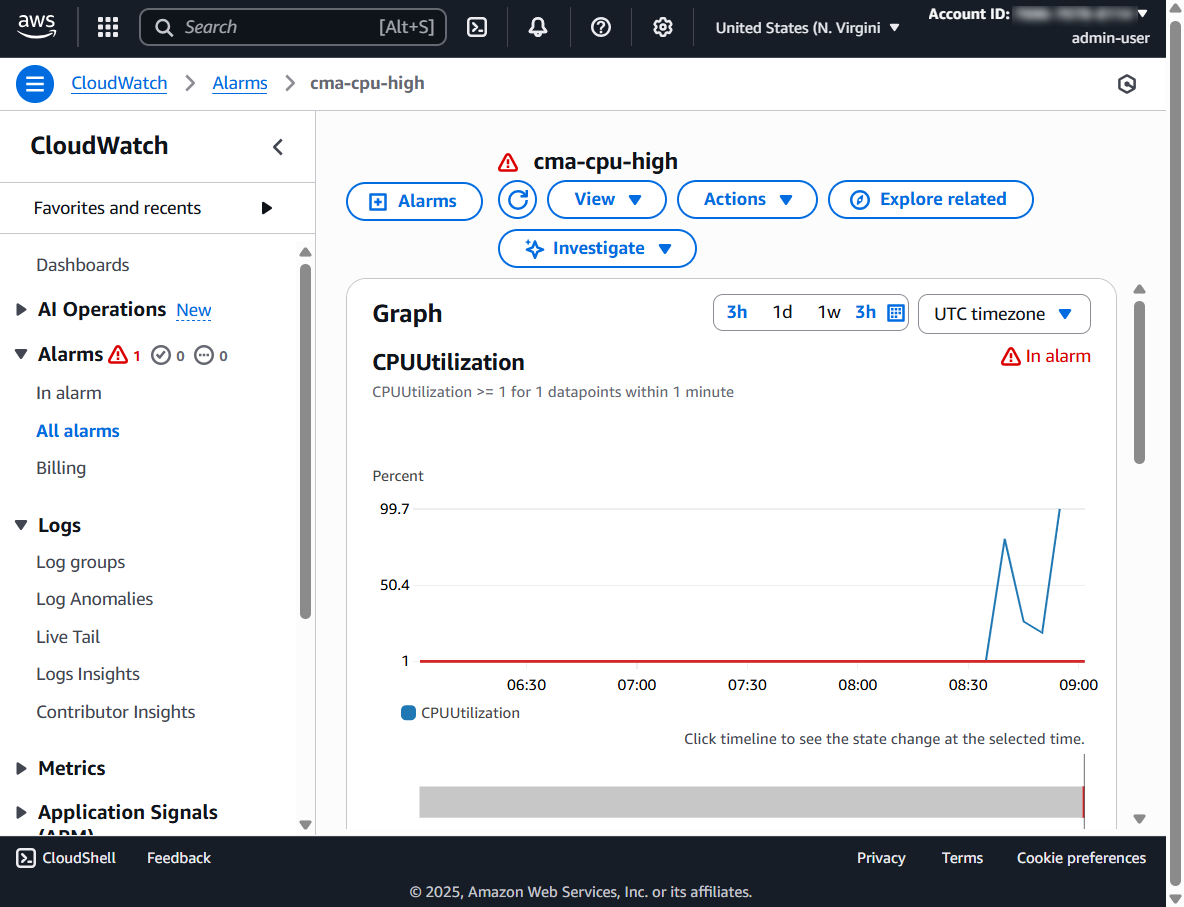 aws
Search [Alt+S]
United States (N. Virgini
Account ID:
admin-user
CloudWatch > Alarms > cma-cpu-high
CloudWatch
Favorites and recents
Dashboards
AI Operations New
Alarms 1 0 0
In alarm
All alarms
Billing
Logs
Log groups
Log Anomalies
Live Tail
Logs Insights
Contributor Insights
Metrics
Application Signals
(APM)
cma-cpu-high
Alarms
View
Actions
Explore related
Investigate
Graph
3h 1d 1w 3h
UTC timezone
CPUUtilization
In alarm
CPUUtilization >= 1 for 1 datapoints within 1 minute
Percent
99.7
50.4
1
06:30 07:00 07:30 08:00 08:30 09:00
CPUUtilization
Click timeline to see the state change at the selected time.
CloudShell Feedback
Privacy Terms Cookie preferences
© 2025, Amazon Web Services, Inc. or its affiliates.